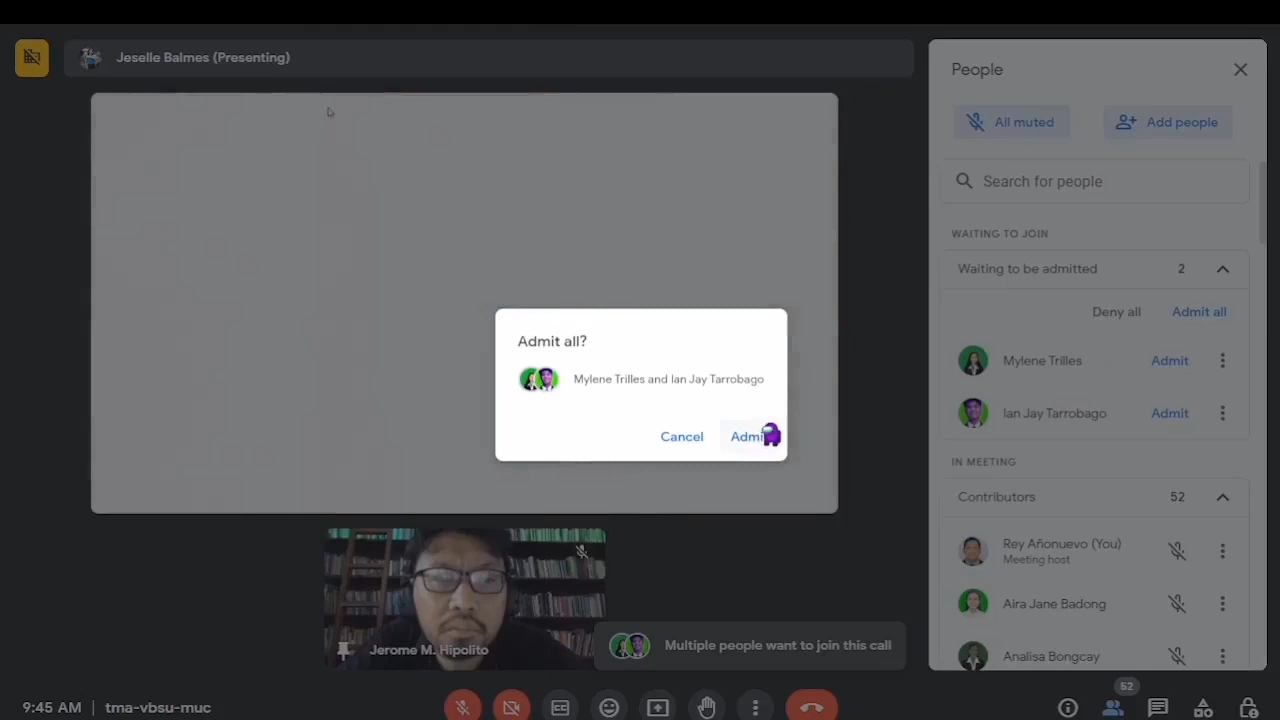 Jeselle Balmes (Presenting)
People
All muted
Add people
Search for people
WAITING TO JOIN
Waiting to be admitted 2
Deny all Admit all
Mylene Trilles Admit
Ian Jay Tarrobago Admit
IN MEETING
Contributors 52
Rey Añonuevo (You)
Meeting host
Aira Jane Badong
Analisa Bongcay
Admit all?
Mylene Trilles and Ian Jay Tarrobago
Cancel
Jerome M. Hipolito
Multiple people want to join this call
52
9:45 AM tma-vbsu-muc